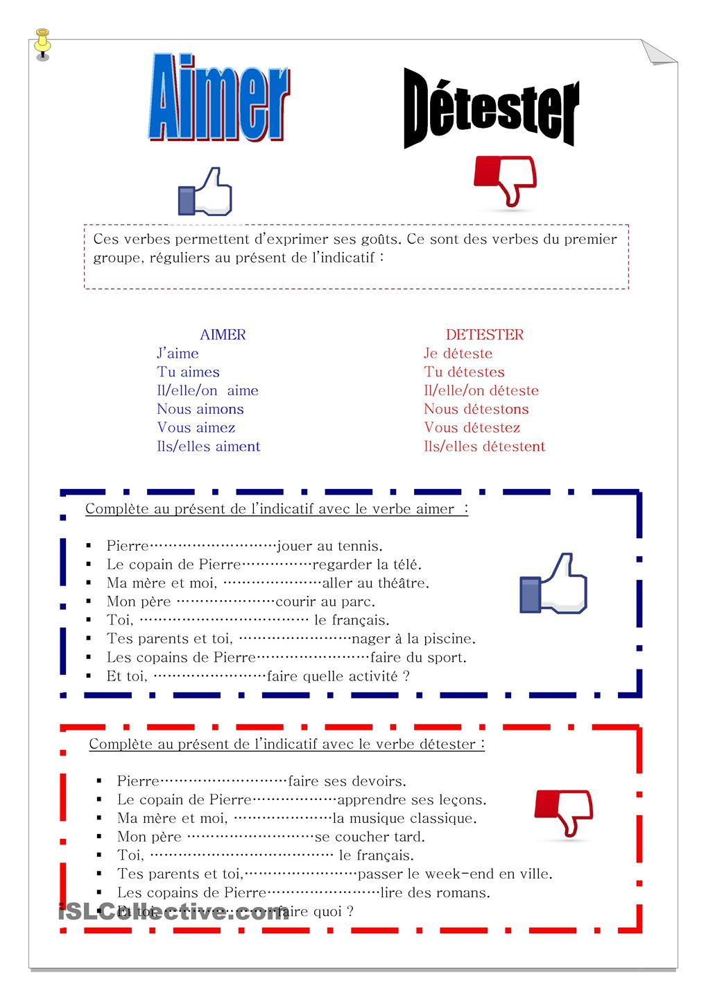 Aimer
Détester
Ces verbes permettent d'exprimer ses goûts. Ce sont des verbes du premier
groupe, réguliers au présent de l'indicatif :
AIMER
J'aime
Tu aimes
Il/elle/on  aime
Nous aimons
Vous aimez
Ils/elles aiment
DETESTER
Je déteste
Tu détestes
Il/elle/on déteste
Nous détestons
Vous détestez
Ils/elles détestent
Complète au présent de l'indicatif avec le verbe aimer  :
▪ Pierre………………………jouer au tennis.
▪ Le copain de Pierre……………regarder la télé.
▪ Ma mère et moi, …………………aller au théâtre.
▪ Mon père …………………courir au parc.
▪ Toi, ……………………………… le français.
▪ Tes parents et toi, ……………………nager à la piscine.
▪ Les copains de Pierre……………………faire du sport.
▪ Et toi, ……………………faire quelle activité ?
Complète au présent de l'indicatif avec le verbe détester :
▪ Pierre………………………faire ses devoirs.
▪ Le copain de Pierre………………apprendre ses leçons.
▪ Ma mère et moi, …………………la musique classique.
▪ Mon père ………………………se coucher tard.
▪ Toi, ………………………………… le français.
▪ Tes parents et toi,……………………passer le week-end en ville.
▪ Les copains de Pierre……………………lire des romans.
▪ Et toi, ……………………faire quoi ?
iSLCollective.com